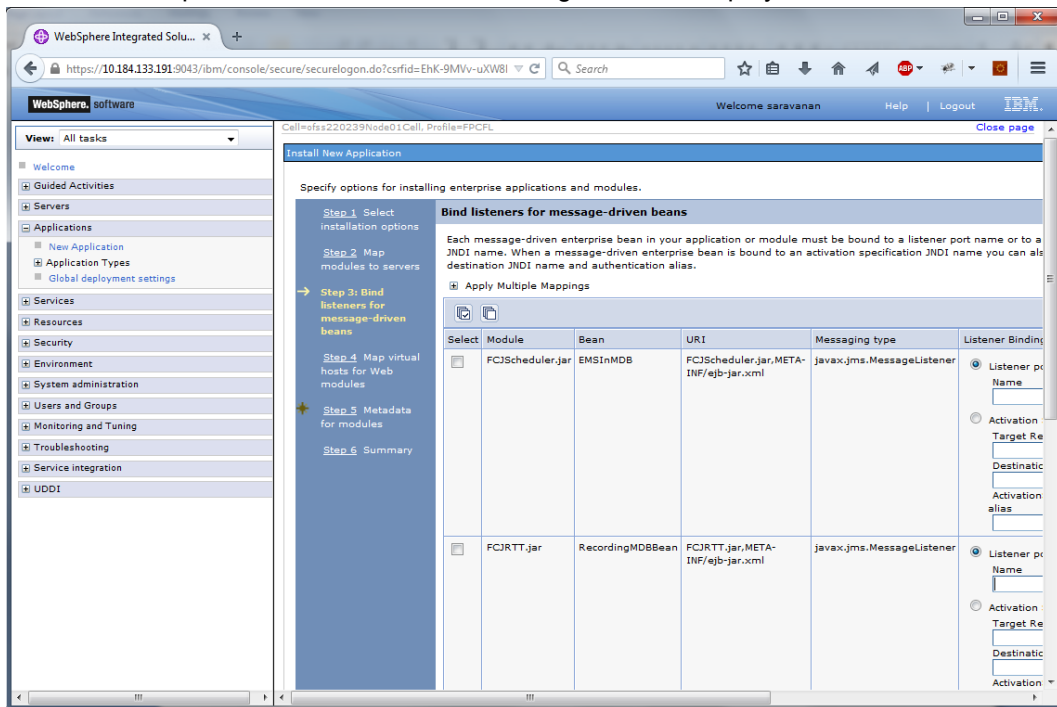 WebSphere Integrated Solu... × +
https://10.184.133.191:9043/ibm/console/secure/securelogon.do?csrfid=EhK-9MVv-uXW8I
Search
ABP
WebSphere. software
Welcome saravanan
Help | Logout
IBM.
View: All tasks
Welcome
Guided Activities
Servers
Applications
New Application
Application Types
Global deployment settings
Services
Resources
Security
Environment
System administration
Users and Groups
Monitoring and Tuning
Troubleshooting
Service integration
UDDI
Cell=ofss220239Node01Cell, Profile=FPCFL
Close page
Install New Application
Specify options for installing enterprise applications and modules.
Step 1 Select
installation options
Step 2 Map
modules to servers
Step 3: Bind
listeners for
message-driven
beans
Step 4 Map virtual
hosts for Web
modules
Step 5 Metadata
for modules
Step 6 Summary
Bind listeners for message-driven beans
Each message-driven enterprise bean in your application or module must be bound to a listener port name or to a
JNDI name. When a message-driven enterprise bean is bound to an activation specification JNDI name you can als
destination JNDI name and authentication alias.
Apply Multiple Mappings
Select Module Bean URI Messaging type Listener Binding
FCJScheduler.jar EMSInMDB FCJScheduler.jar,META-
INF/ejb-jar.xml
javax.jms.MessageListener
Listener po
Name
Activation
Target Re
Destinatic
Activation
alias
FCJRTT.jar RecordingMDBBean FCJRTT.jar,META-
INF/ejb-jar.xml
javax.jms.MessageListener
Listener po
Name
Activation
Target Re
Destinatic
Activation